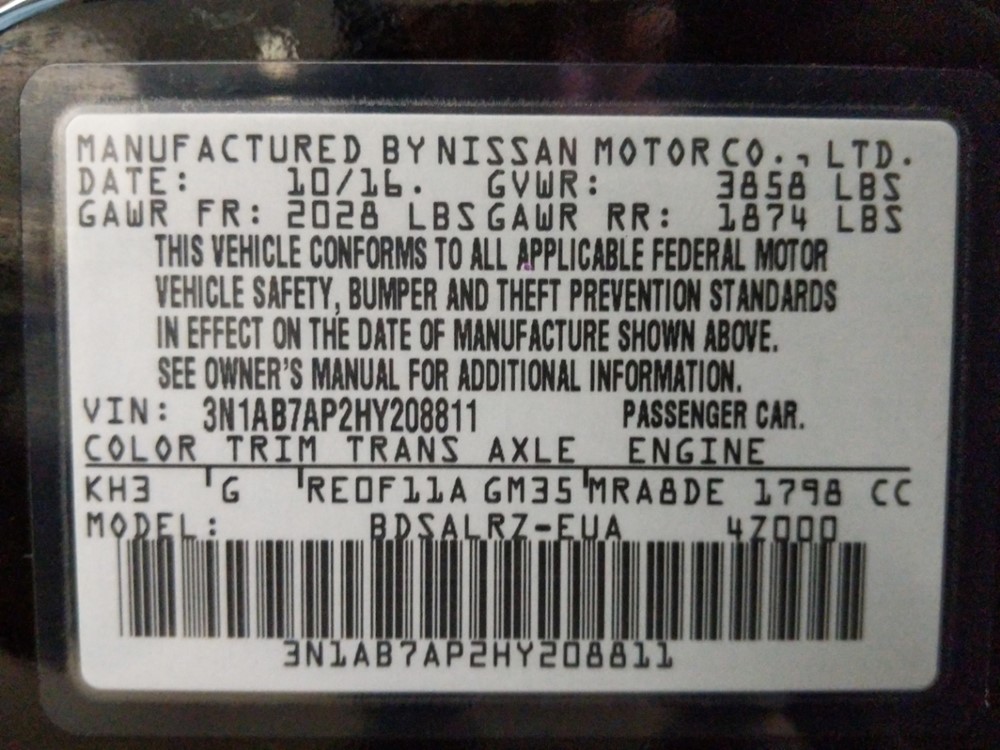 MANUFACTURED BY NISSAN MOTOR CO., LTD.
DATE: 10/16. GVWR: 3858 LBS
GAWR FR: 2028 LBS GAWR RR: 1874 LBS
THIS VEHICLE CONFORMS TO ALL APPLICABLE FEDERAL MOTOR
VEHICLE SAFETY, BUMPER AND THEFT PREVENTION STANDARDS
IN EFFECT ON THE DATE OF MANUFACTURE SHOWN ABOVE.
SEE OWNER'S MANUAL FOR ADDITIONAL INFORMATION.
VIN: 3N1AB7AP2HY208811 PASSENGER CAR.
COLOR TRIM TRANS AXLE ENGINE
KH3 G RE0F11A GM35 MRA8DE 1798 CC
MODEL: BDSALRZ-EUA 4Z000
3N1AB7AP2HY208811